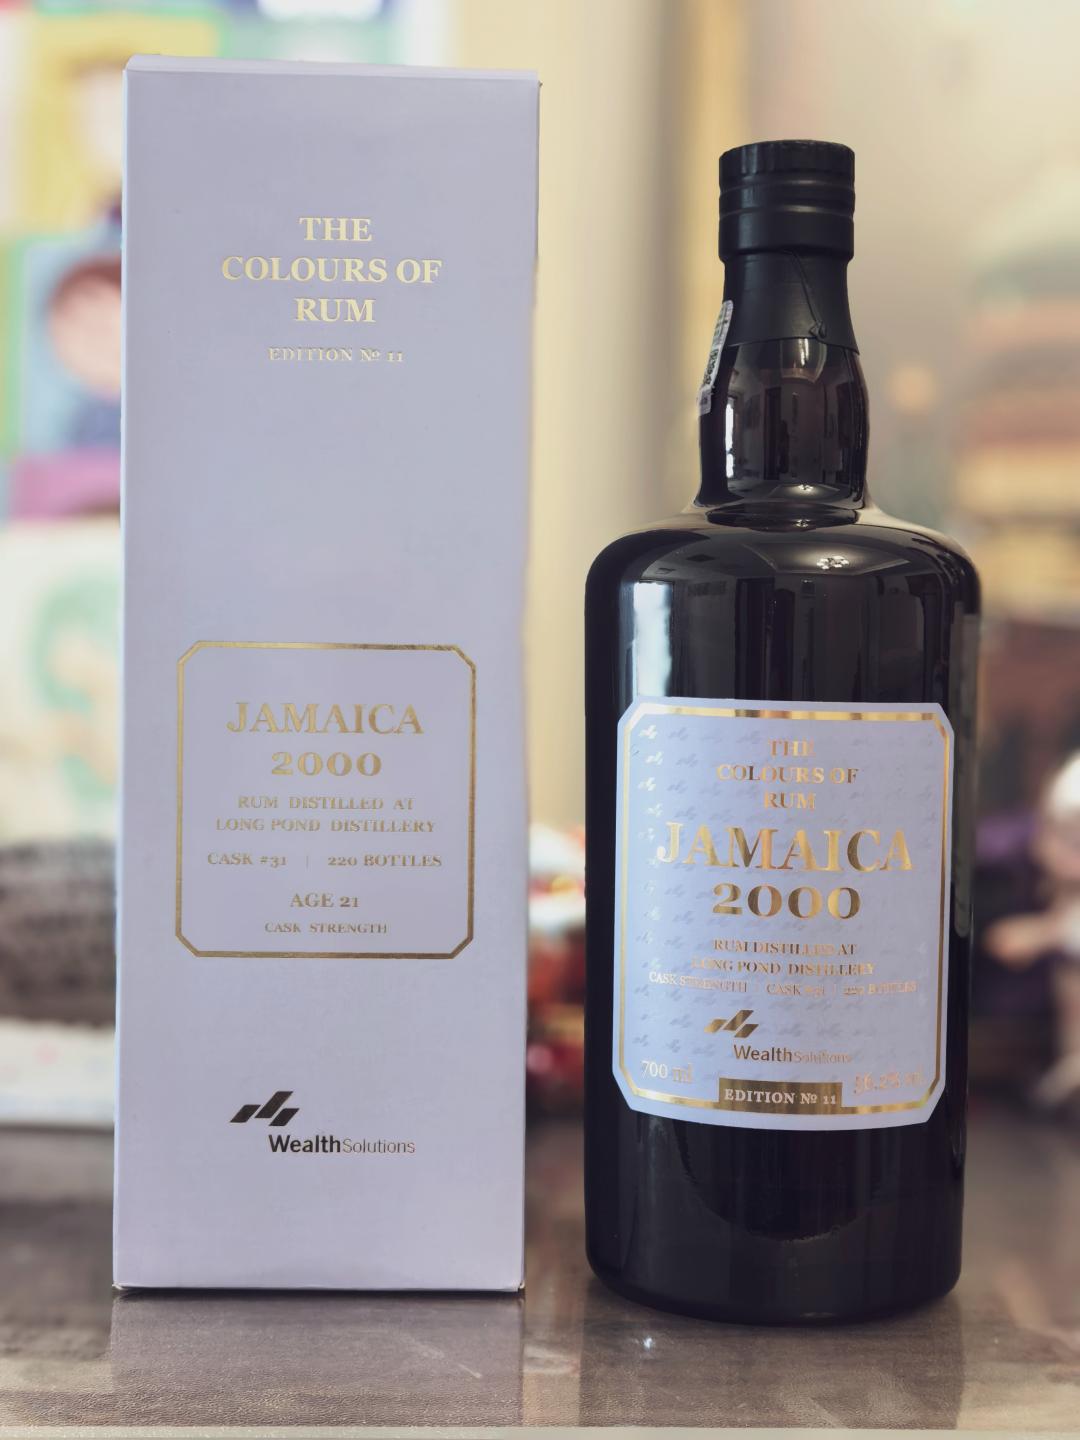 THE
COLOURS OF
RUM
EDITION № 11
JAMAICA
2000
RUM DISTILLED AT
LONG POND DISTILLERY
CASK #31 | 220 BOTTLES
AGE 21
CASK STRENGTH
WealthSolutions
THE
COLOURS OF
RUM
JAMAICA
2000
RUM DISTILLED AT
LONG POND DISTILLERY
CASK STRENGTH | CASK #31 | 220 BOTTLES
WealthSolutions
700 ml
EDITION № 11